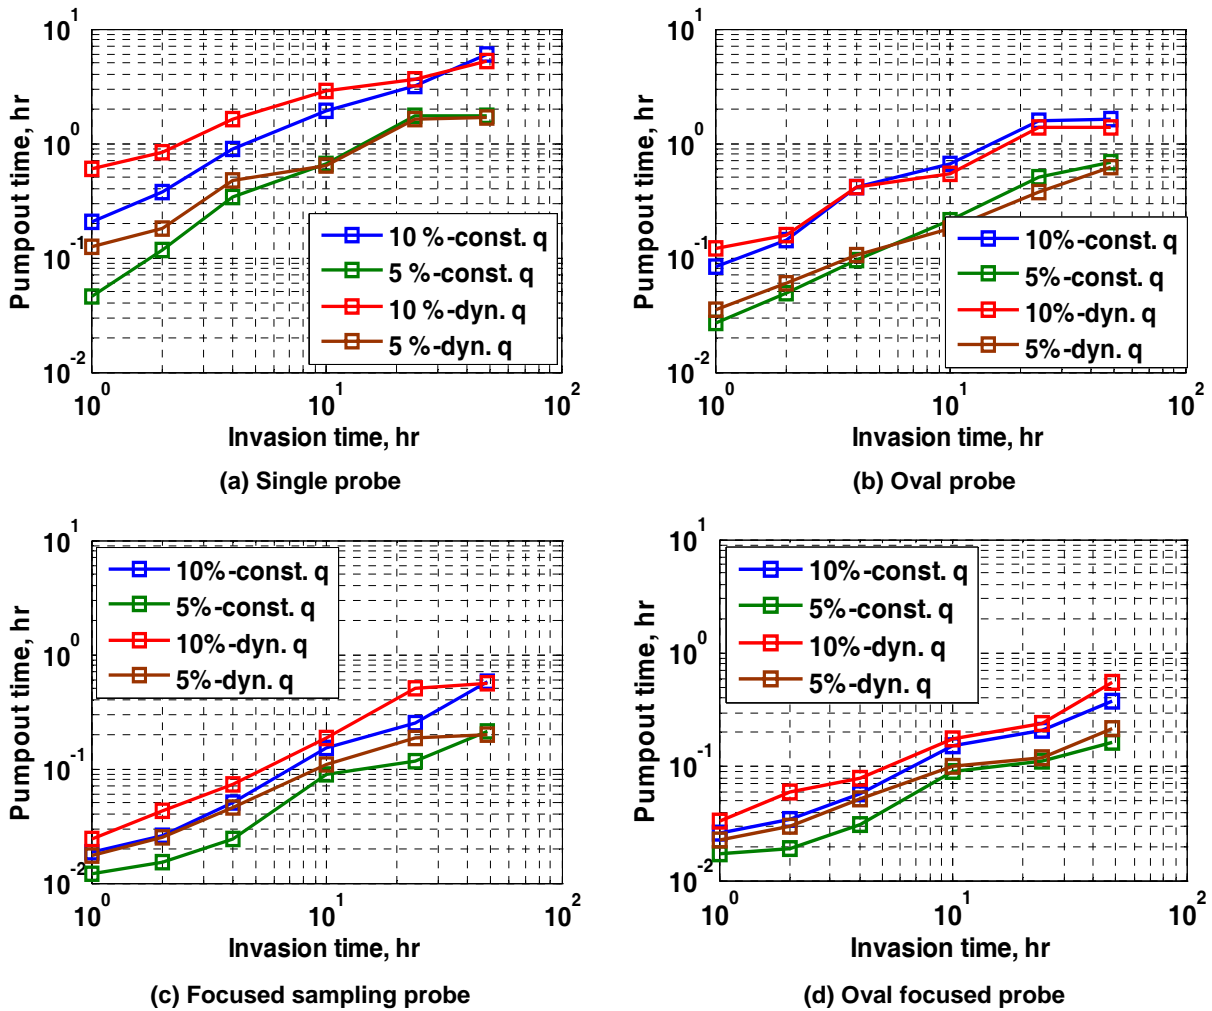 10^1
10^0
10^-1
10^-2
Pumpout time, hr
10 %-const. q
5 %-const. q
10 %-dyn. q
5 %-dyn. q
10^0
10^1
10^2
Invasion time, hr
(a) Single probe
10^1
10^0
10^-1
10^-2
Pumpout time, hr
10%-const. q
5%-const. q
10%-dyn. q
5%-dyn. q
10^0
10^1
10^2
Invasion time, hr
(b) Oval probe
10^1
10^0
10^-1
10^-2
Pumpout time, hr
10%-const. q
5%-const. q
10%-dyn. q
5%-dyn. q
10^0
10^1
10^2
Invasion time, hr
(c) Focused sampling probe
10^1
10^0
10^-1
10^-2
Pumpout time, hr
10%-const. q
5%-const. q
10%-dyn. q
5%-dyn. q
10^0
10^1
10^2
Invasion time, hr
(d) Oval focused probe